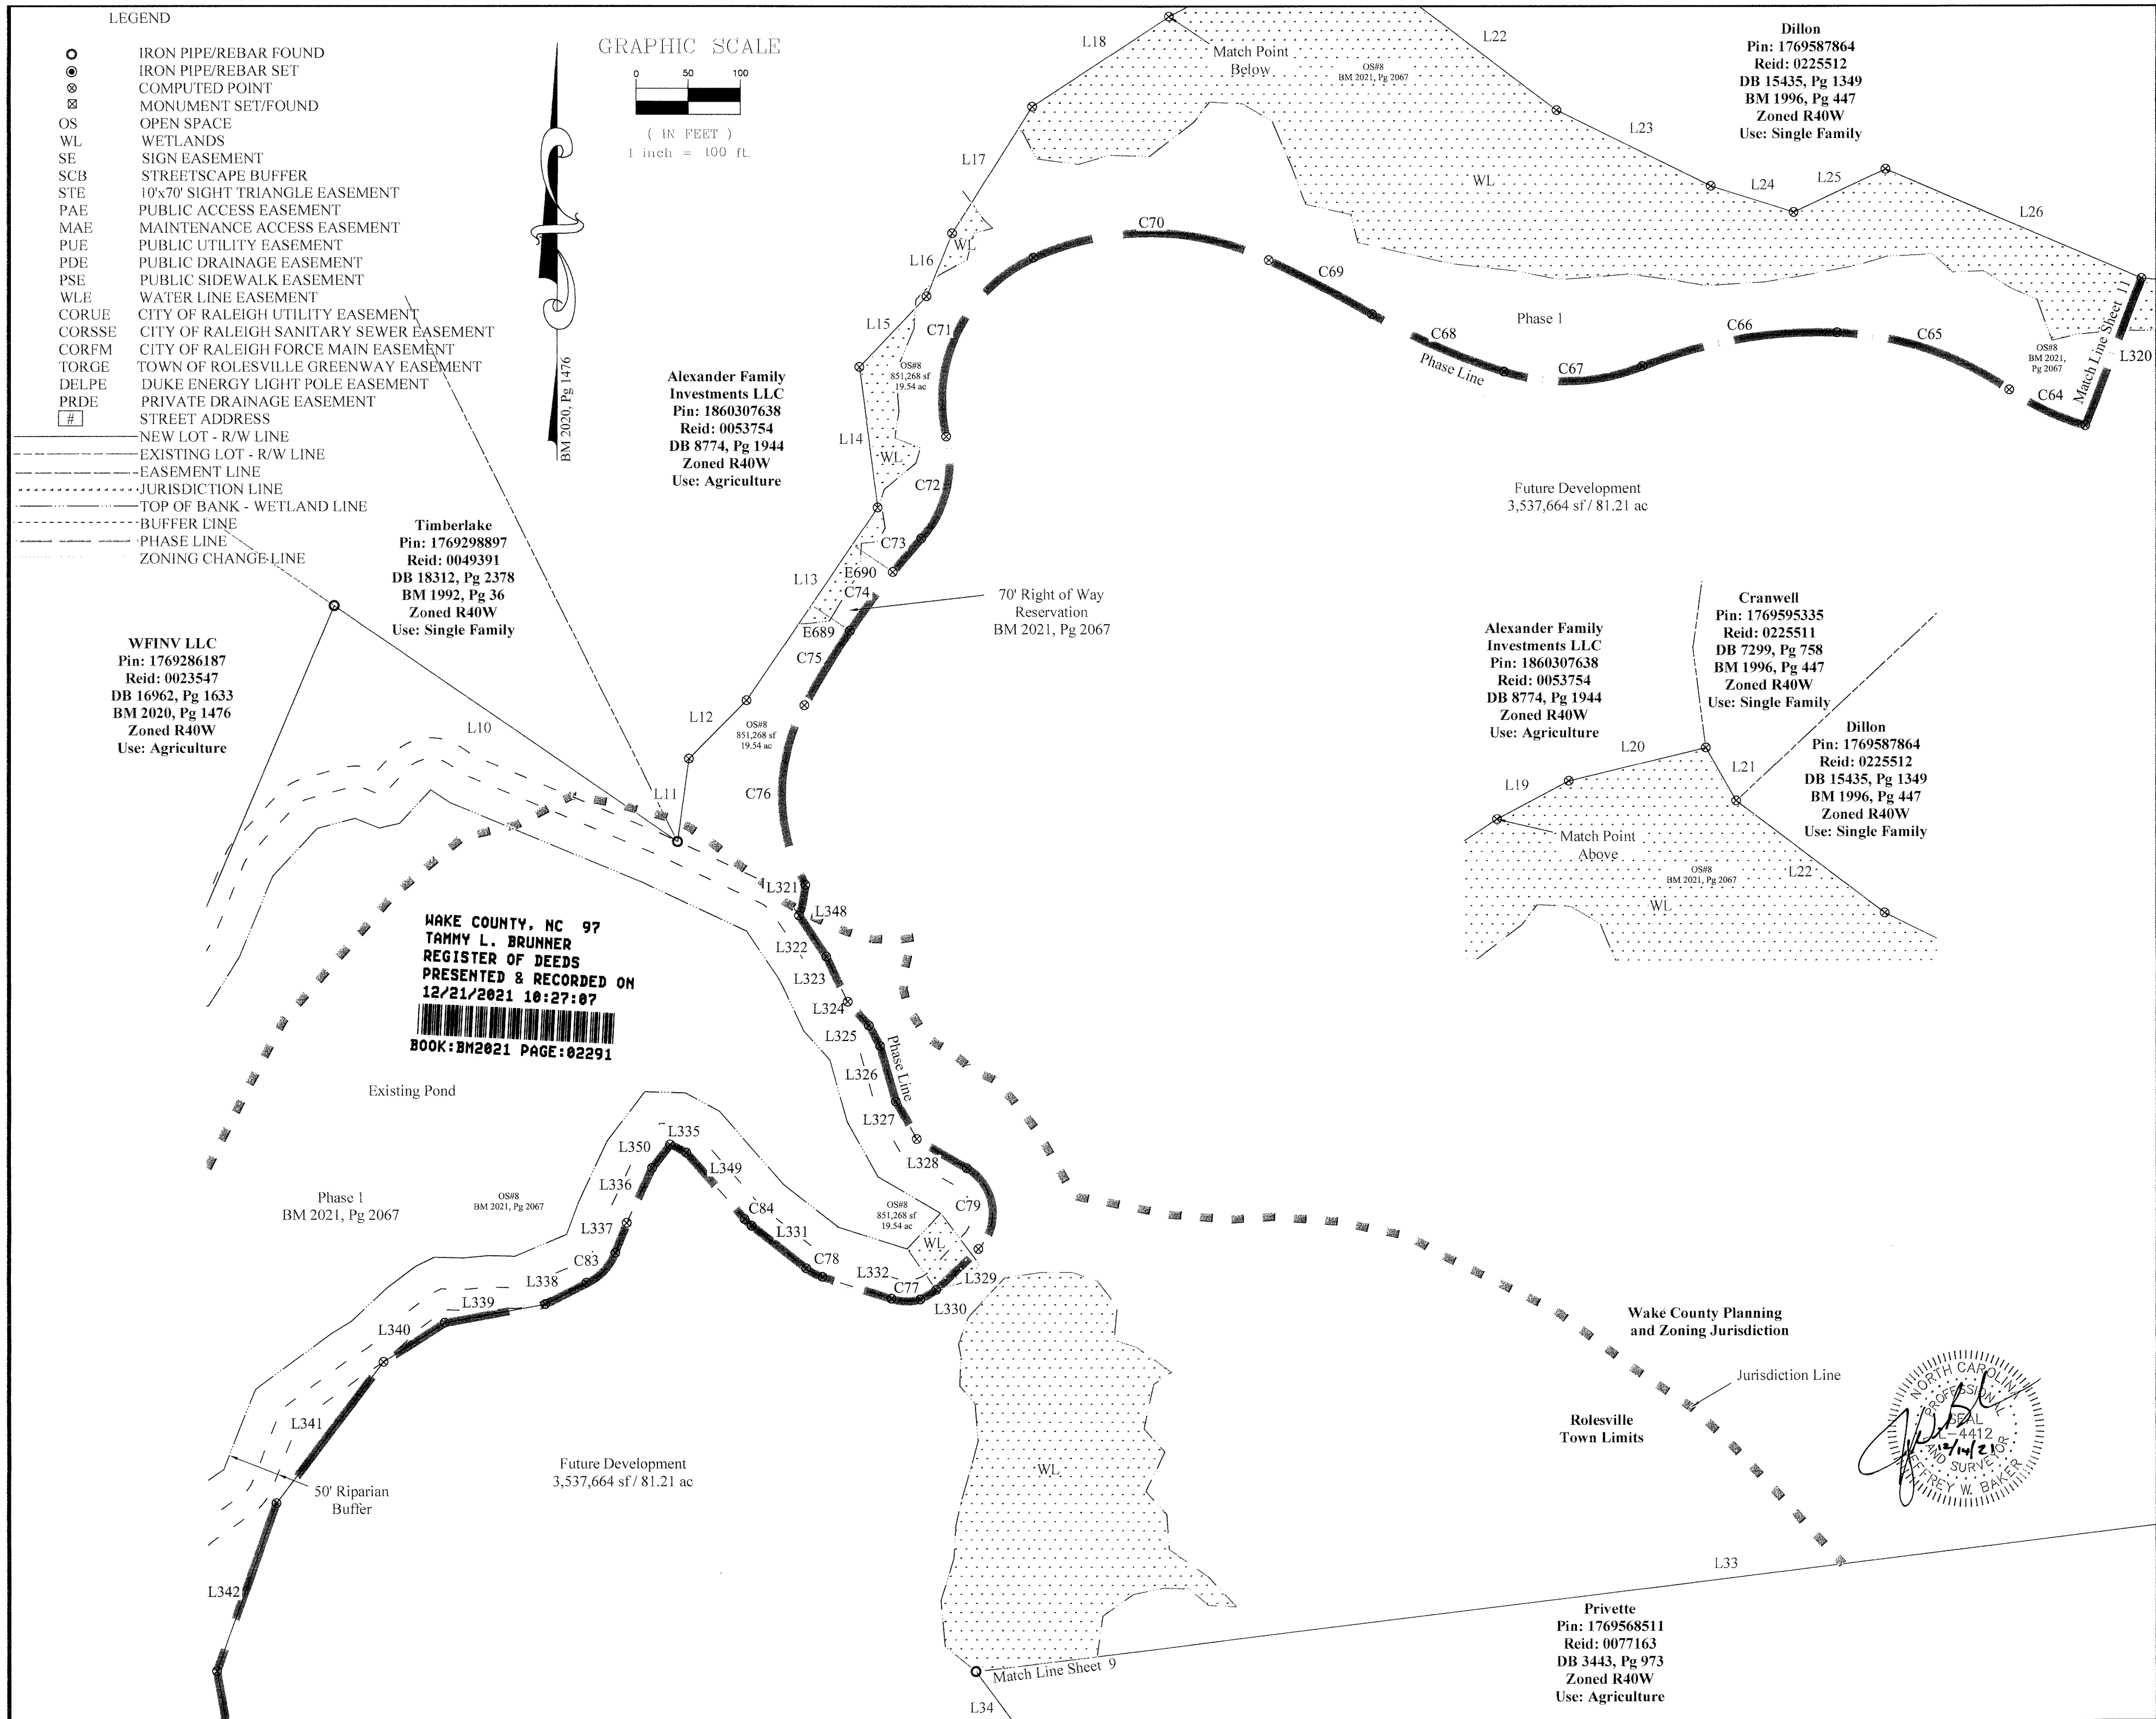 LEGEND
IRON PIPE/REBAR FOUND
IRON PIPE/REBAR SET
COMPUTED POINT
MONUMENT SET/FOUND
OS OPEN SPACE
WL WETLANDS
SE SIGN EASEMENT
SCB STREETSCAPE BUFFER
STE 10'x70' SIGHT TRIANGLE EASEMENT
PAE PUBLIC ACCESS EASEMENT
MAE MAINTENANCE ACCESS EASEMENT
PUE PUBLIC UTILITY EASEMENT
PDE PUBLIC DRAINAGE EASEMENT
PSE PUBLIC SIDEWALK EASEMENT
WLE WATER LINE EASEMENT
CORUE CITY OF RALEIGH UTILITY EASEMENT
CORSSE CITY OF RALEIGH SANITARY SEWER EASEMENT
CORFM CITY OF RALEIGH FORCE MAIN EASEMENT
TORGE TOWN OF ROLESVILLE GREENWAY EASEMENT
DELPE DUKE ENERGY LIGHT POLE EASEMENT
PRDE PRIVATE DRAINAGE EASEMENT
# STREET ADDRESS
NEW LOT - R/W LINE
EXISTING LOT - R/W LINE
EASEMENT LINE
JURISDICTION LINE
TOP OF BANK - WETLAND LINE
BUFFER LINE
PHASE LINE
ZONING CHANGE LINE
BM 2020, Pg 1476
GRAPHIC SCALE
0 50 100
( IN FEET )
1 inch = 100 ft.
L18
Match Point
Below
OS#8
BM 2021, Pg 2067
L22
Dillon
Pin: 1769587864
Reid: 0225512
DB 15435, Pg 1349
BM 1996, Pg 447
Zoned R40W
Use: Single Family
L17
L23
WL
L24
L25
L26
WL
L16
C70
C69
L15
C71
OS#8
851,268 sf
19.54 ac
Phase 1
C68
Phase Line
C67
C66
C65
OS#8
BM 2021,
Pg 2067
C64
Match Line Sheet 11
L320
Alexander Family
Investments LLC
Pin: 1860307638
Reid: 0053754
DB 8774, Pg 1944
Zoned R40W
Use: Agriculture
L14
WL
C72
Future Development
3,537,664 sf / 81.21 ac
Timberlake
Pin: 1769298897
Reid: 0049391
DB 18312, Pg 2378
BM 1992, Pg 36
Zoned R40W
Use: Single Family
C73
L13
E690
C74
E689
C75
70' Right of Way
Reservation
BM 2021, Pg 2067
WFINV LLC
Pin: 1769286187
Reid: 0023547
DB 16962, Pg 1633
BM 2020, Pg 1476
Zoned R40W
Use: Agriculture
L10
L12
OS#8
851,268 sf
19.54 ac
L11
C76
Alexander Family
Investments LLC
Pin: 1860307638
Reid: 0053754
DB 8774, Pg 1944
Zoned R40W
Use: Agriculture
Cranwell
Pin: 1769595335
Reid: 0225511
DB 7299, Pg 758
BM 1996, Pg 447
Zoned R40W
Use: Single Family
Dillon
Pin: 1769587864
Reid: 0225512
DB 15435, Pg 1349
BM 1996, Pg 447
Zoned R40W
Use: Single Family
L20
L21
L19
Match Point
Above
OS#8
BM 2021, Pg 2067
L22
WL
L321
L348
L322
L323
L324
L325
L326
Phase Line
L327
WAKE COUNTY, NC 97
TAMMY L. BRUNNER
REGISTER OF DEEDS
PRESENTED & RECORDED ON
12/21/2021 10:27:07
BOOK:BM2021 PAGE:02291
Existing Pond
L335
L350
L349
L336
L328
Phase 1
BM 2021, Pg 2067
OS#8
BM 2021, Pg 2067
L337
C84
L331
OS#8
851,268 sf
19.54 ac
C79
WL
C83
C78
L338
L332
C77
L329
L330
L339
L340
L341
50' Riparian
Buffer
L342
Future Development
3,537,664 sf / 81.21 ac
WL
Wake County Planning
and Zoning Jurisdiction
Jurisdiction Line
Rolesville
Town Limits
NORTH CAROLINA
PROFESSIONAL
SEAL
L-4412
12/14/21
LAND SURVEYOR
JEFFREY W. BAKER
L33
Match Line Sheet 9
L34
Privette
Pin: 1769568511
Reid: 0077163
DB 3443, Pg 973
Zoned R40W
Use: Agriculture